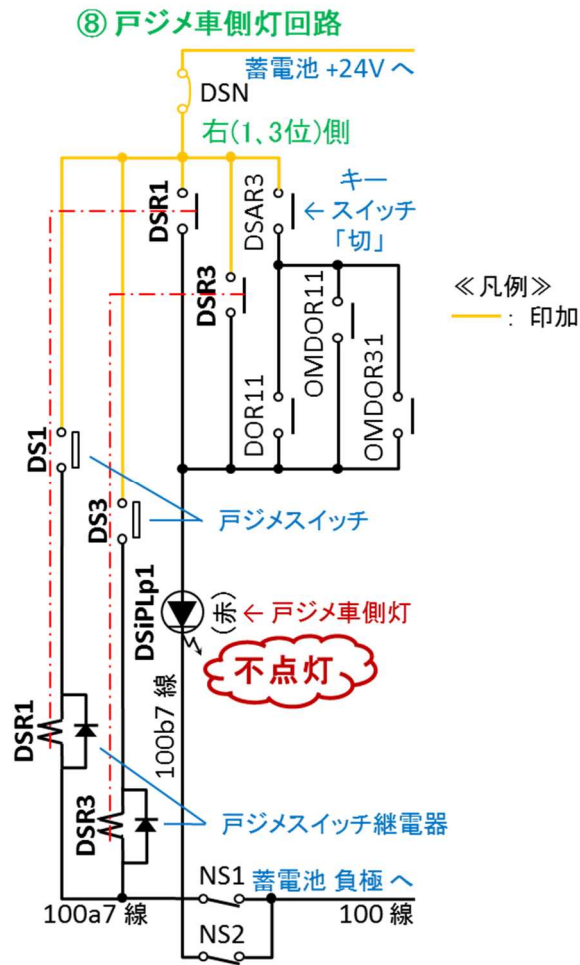 ⑧ 戸ジメ車側灯回路
蓄電池 +24V へ
DSN
右(1、3位)側
DSR1
DSAR3
キー
← スイッチ
「切」
DSR3
OMDOR11
≪凡例≫
: 印加
DOR11
OMDOR31
DS1
DS3
戸ジメスイッチ
DSiPLp1
(赤)
← 戸ジメ車側灯
不点灯
100b7 線
DSR1
DSR3
戸ジメスイッチ継電器
NS1
蓄電池 負極 へ
100a7 線
100 線
NS2